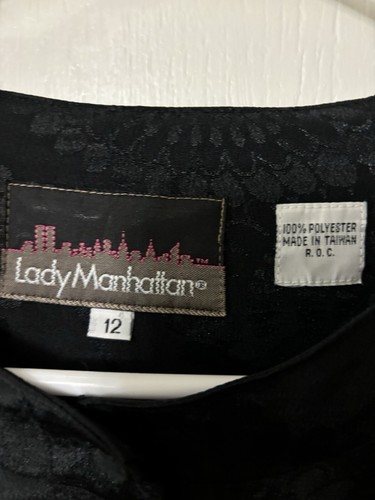 Lady Manhattan®
12
100% POLYESTER
MADE IN TAIWAN
R.O.C.